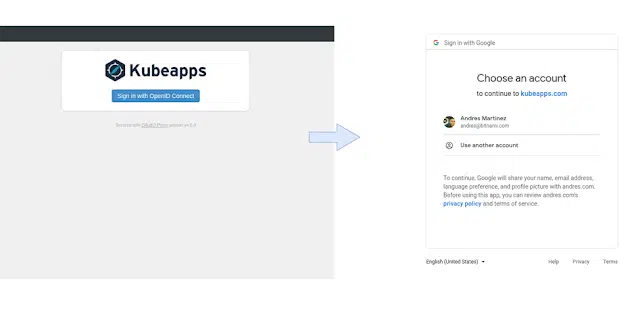 Kubeapps
Sign in with OpenID Connect
Secured with OAuth2 Proxy
Sign in with Google
Choose an account
to continue to kubeapps.com
Andres Martinez
andres@bitnami.com
Use another account
To continue, Google will share your name, email address,
language preference, and profile picture with andres.com.
Before using this app, you can review andres.com's
privacy policy and terms of service.
English (United States)
Help
Privacy
Terms